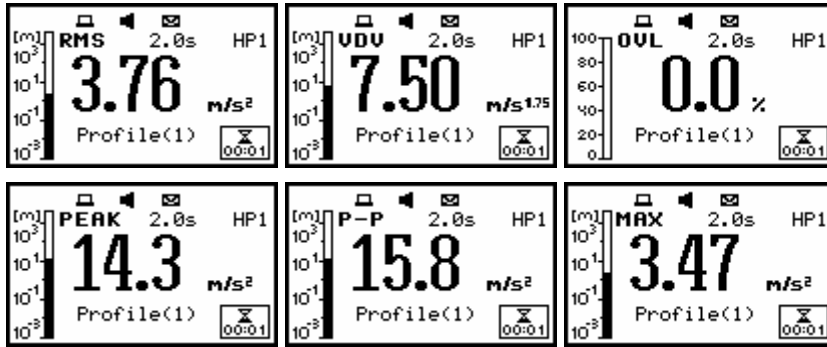 [m] RMS 2.0s HP1
10³
10¹ 3.76 m/s²
10⁻¹
Profile(1)
10⁻³ 00:01
[m] VDV 2.0s HP1
10³
10¹ 7.50 m/s1.75
10⁻¹
Profile(1)
10⁻³ 00:01
100 OVL 2.0s HP1
80
60 0.0 %
40
20 Profile(1)
0 00:01
[m] PEAK 2.0s HP1
10³
10¹ 14.3 m/s²
10⁻¹
Profile(1)
10⁻³ 00:01
[m] P-P 2.0s HP1
10³
10¹ 15.8 m/s²
10⁻¹
Profile(1)
10⁻³ 00:01
[m] MAX 2.0s HP1
10³
10¹ 3.47 m/s²
10⁻¹
Profile(1)
10⁻³ 00:01